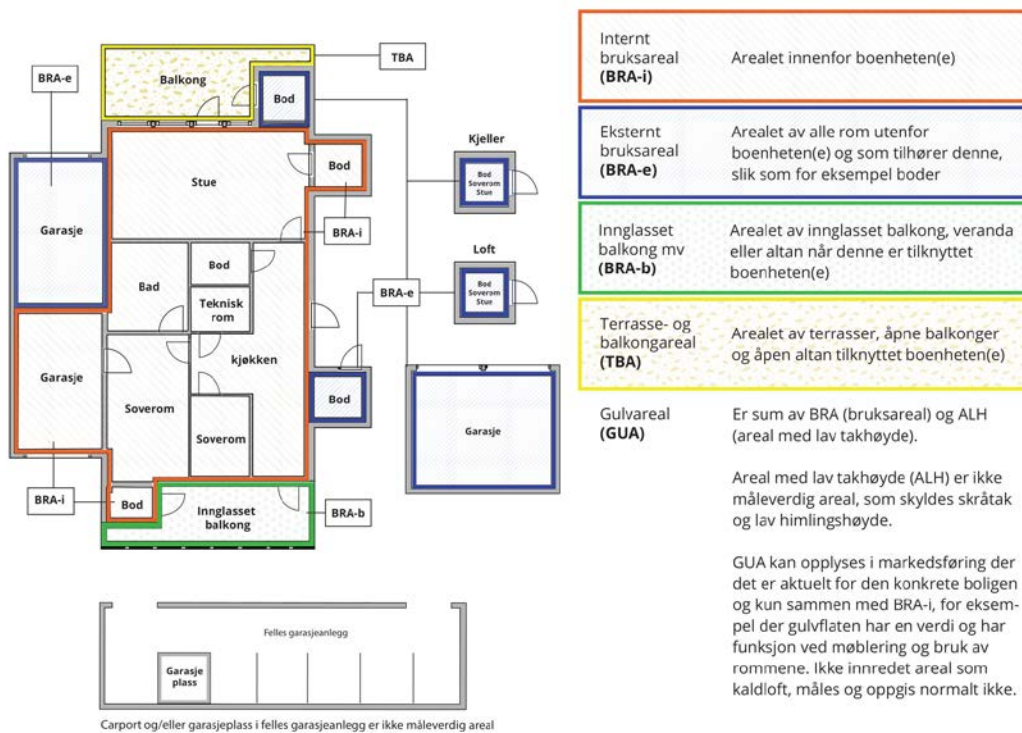 TBA
BRA-e
Balkong
Bod
Kjeller
Bod
Soverom
Stue
Stue
Bod
BRA-i
Garasje
Loft
Bod
Bad
BRA-e
Bod
Soverom
Stue
Teknisk
rom
kjøkken
Garasje
Bod
Soverom
Soverom
Garasje
BRA-i
Bod
Innglasset
balkong
BRA-b
Felles garasjeanlegg
Garasje
plass
Carport og/eller garasjeplass i felles garasjeanlegg er ikke måleverdig areal
Internt
bruksareal
(BRA-i)
Arealet innenfor boenheten(e)
Eksternt
bruksareal
(BRA-e)
Arealet av alle rom utenfor
boenheten(e) og som tilhører denne,
slik som for eksempel boder
Innglasset
balkong mv
(BRA-b)
Arealet av innglasset balkong, veranda
eller altan når denne er tilknyttet
boenheten(e)
Terrasse- og
balkongareal
(TBA)
Arealet av terrasser, åpne balkonger
og åpen altan tilknyttet boenheten(e)
Gulvareal
(GUA)
Er sum av BRA (bruksareal) og ALH
(areal med lav takhøyde).
Areal med lav takhøyde (ALH) er ikke
måleverdig areal, som skyldes skråtak
og lav himlingshøyde.
GUA kan opplyses i markedsføring der
det er aktuelt for den konkrete boligen
og kun sammen med BRA-i, for eksem-
pel der gulvflaten har en verdi og har
funksjon ved møblering og bruk av
rommene. Ikke innredet areal som
kaldloft, måles og oppgis normalt ikke.